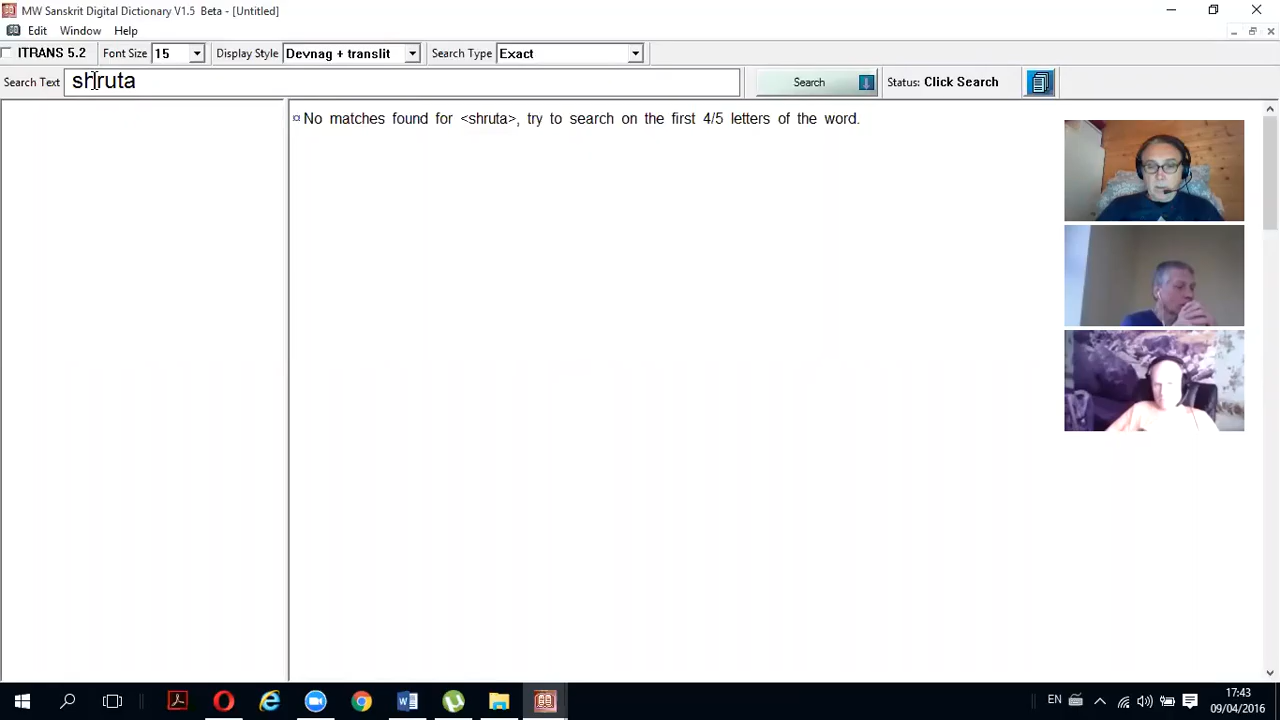 MW Sanskrit Digital Dictionary V1.5 Beta - [Untitled]
Edit Window Help
ITRANS 5.2 Font Size 15 Display Style Devnag + translit Search Type Exact
Search Text shruta Search Status: Click Search
¤No matches found for <shruta>, try to search on the first 4/5 letters of the word.
EN 17:43
09/04/2016